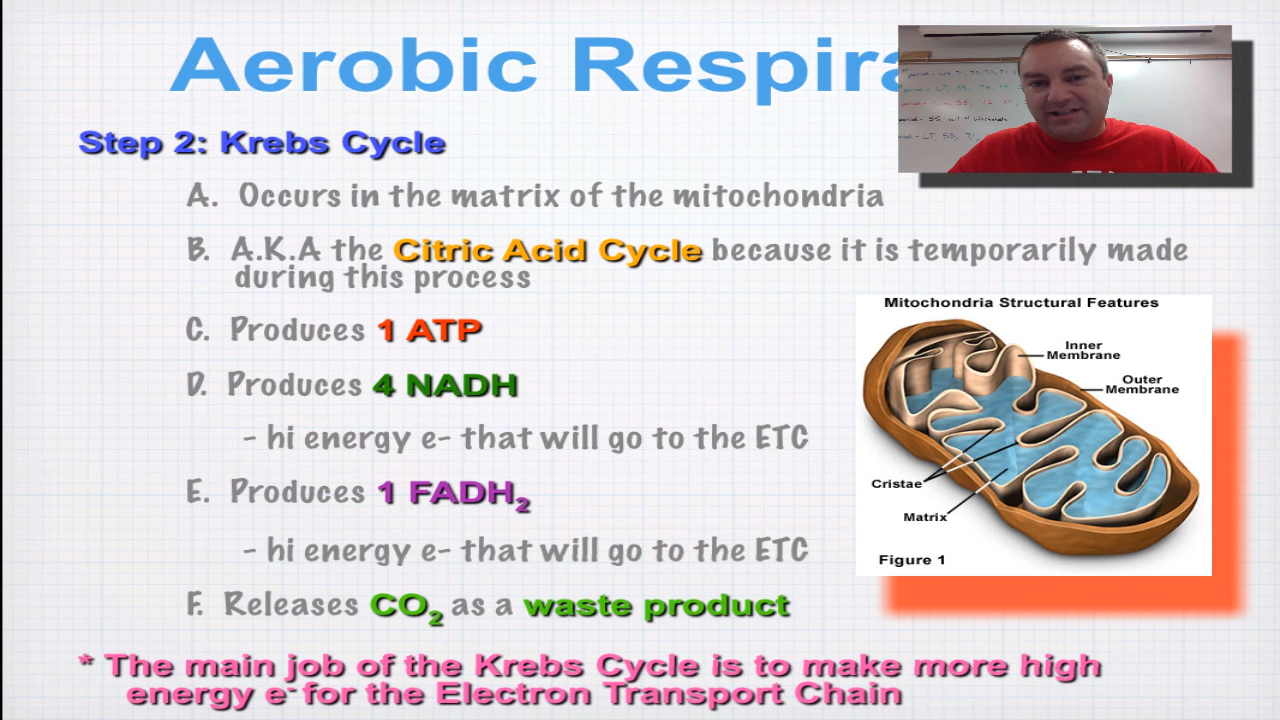 Aerobic Respira
Step 2: Krebs Cycle
A. Occurs in the matrix of the mitochondria
B. A.K.A the Citric Acid Cycle because it is temporarily made
during this process
C. Produces 1 ATP
D. Produces 4 NADH
- hi energy e- that will go to the ETC
E. Produces 1 FADH₂
- hi energy e- that will go to the ETC
F. Releases CO₂ as a waste product
* The main job of the Krebs Cycle is to make more high
energy e⁻ for the Electron Transport Chain
Mitochondria Structural Features
Inner
Membrane
Outer
Membrane
Cristae
Matrix
Figure 1